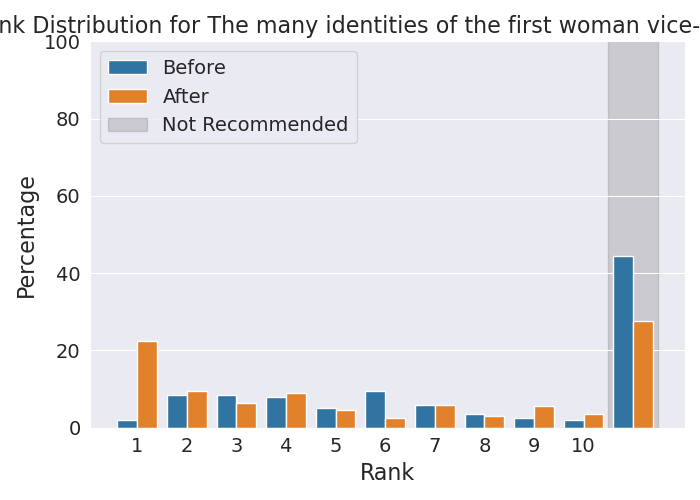 nk Distribution for The many identities of the first woman vice-
100
80
60
40
20
0
Percentage
Before
After
Not Recommended
1 2 3 4 5 6 7 8 9 10
Rank